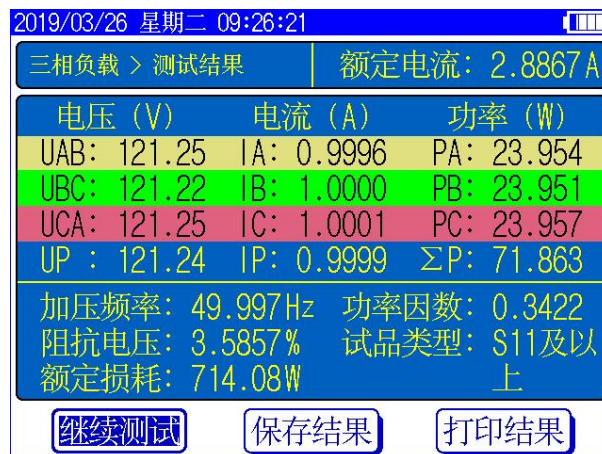 2019/03/26 星期二 09:26:21
三相负载 > 测试结果 额定电流: 2.8867A
电压 (V) 电流 (A) 功率 (W)
UAB: 121.25 IA: 0.9996 PA: 23.954
UBC: 121.22 IB: 1.0000 PB: 23.951
UCA: 121.25 IC: 1.0001 PC: 23.957
UP : 121.24 IP: 0.9999 ΣP: 71.863
加压频率: 49.997Hz 功率因数: 0.3422
阻抗电压: 3.5857% 试品类型: S11及以
额定损耗: 714.08W 上
继续测试 保存结果 打印结果